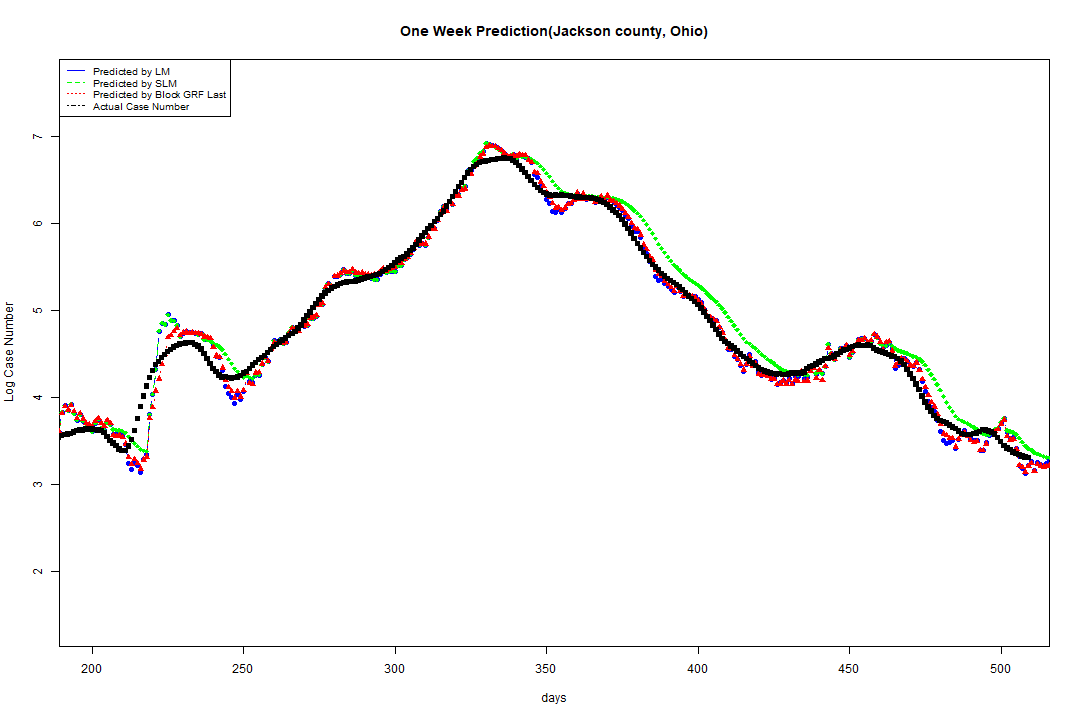 One Week Prediction(Jackson county, Ohio)
Predicted by LM
Predicted by SLM
Predicted by Block GRF Last
Actual Case Number
7
6
5
4
3
2
Log Case Number
200 250 300 350 400 450 500
days